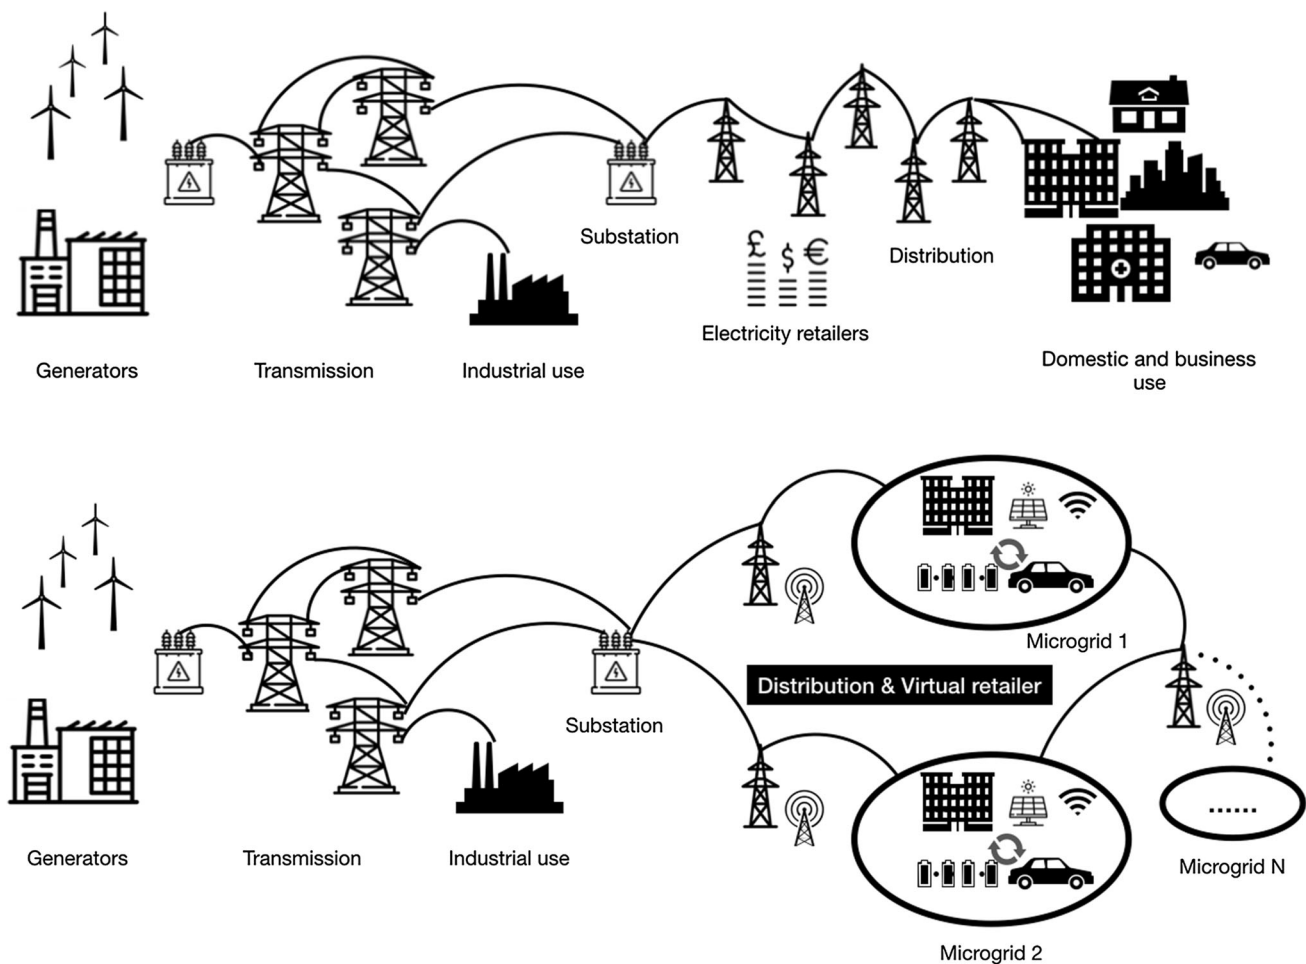 Substation
Distribution
£ $ €
Electricity retailers
Generators
Transmission
Industrial use
Domestic and business
use
Microgrid 1
Distribution & Virtual retailer
Substation
......
Generators
Transmission
Industrial use
Microgrid N
Microgrid 2